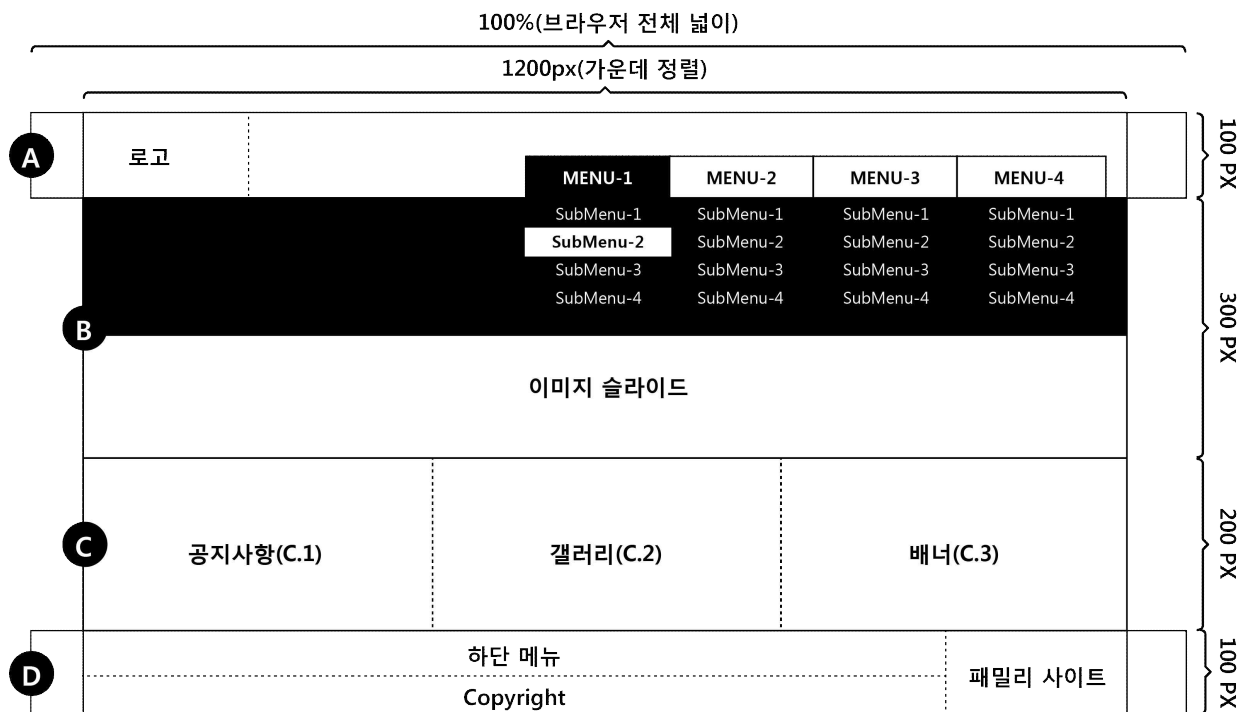 100%(브라우저 전체 넓이)
1200px(가운데 정렬)
A
로고
MENU-1 MENU-2 MENU-3 MENU-4
100 PX
SubMenu-1 SubMenu-1 SubMenu-1 SubMenu-1
SubMenu-2 SubMenu-2 SubMenu-2 SubMenu-2
SubMenu-3 SubMenu-3 SubMenu-3 SubMenu-3
SubMenu-4 SubMenu-4 SubMenu-4 SubMenu-4
B
300 PX
이미지 슬라이드
C
공지사항(C.1) 갤러리(C.2) 배너(C.3)
200 PX
D
하단 메뉴
Copyright
패밀리 사이트
100 PX